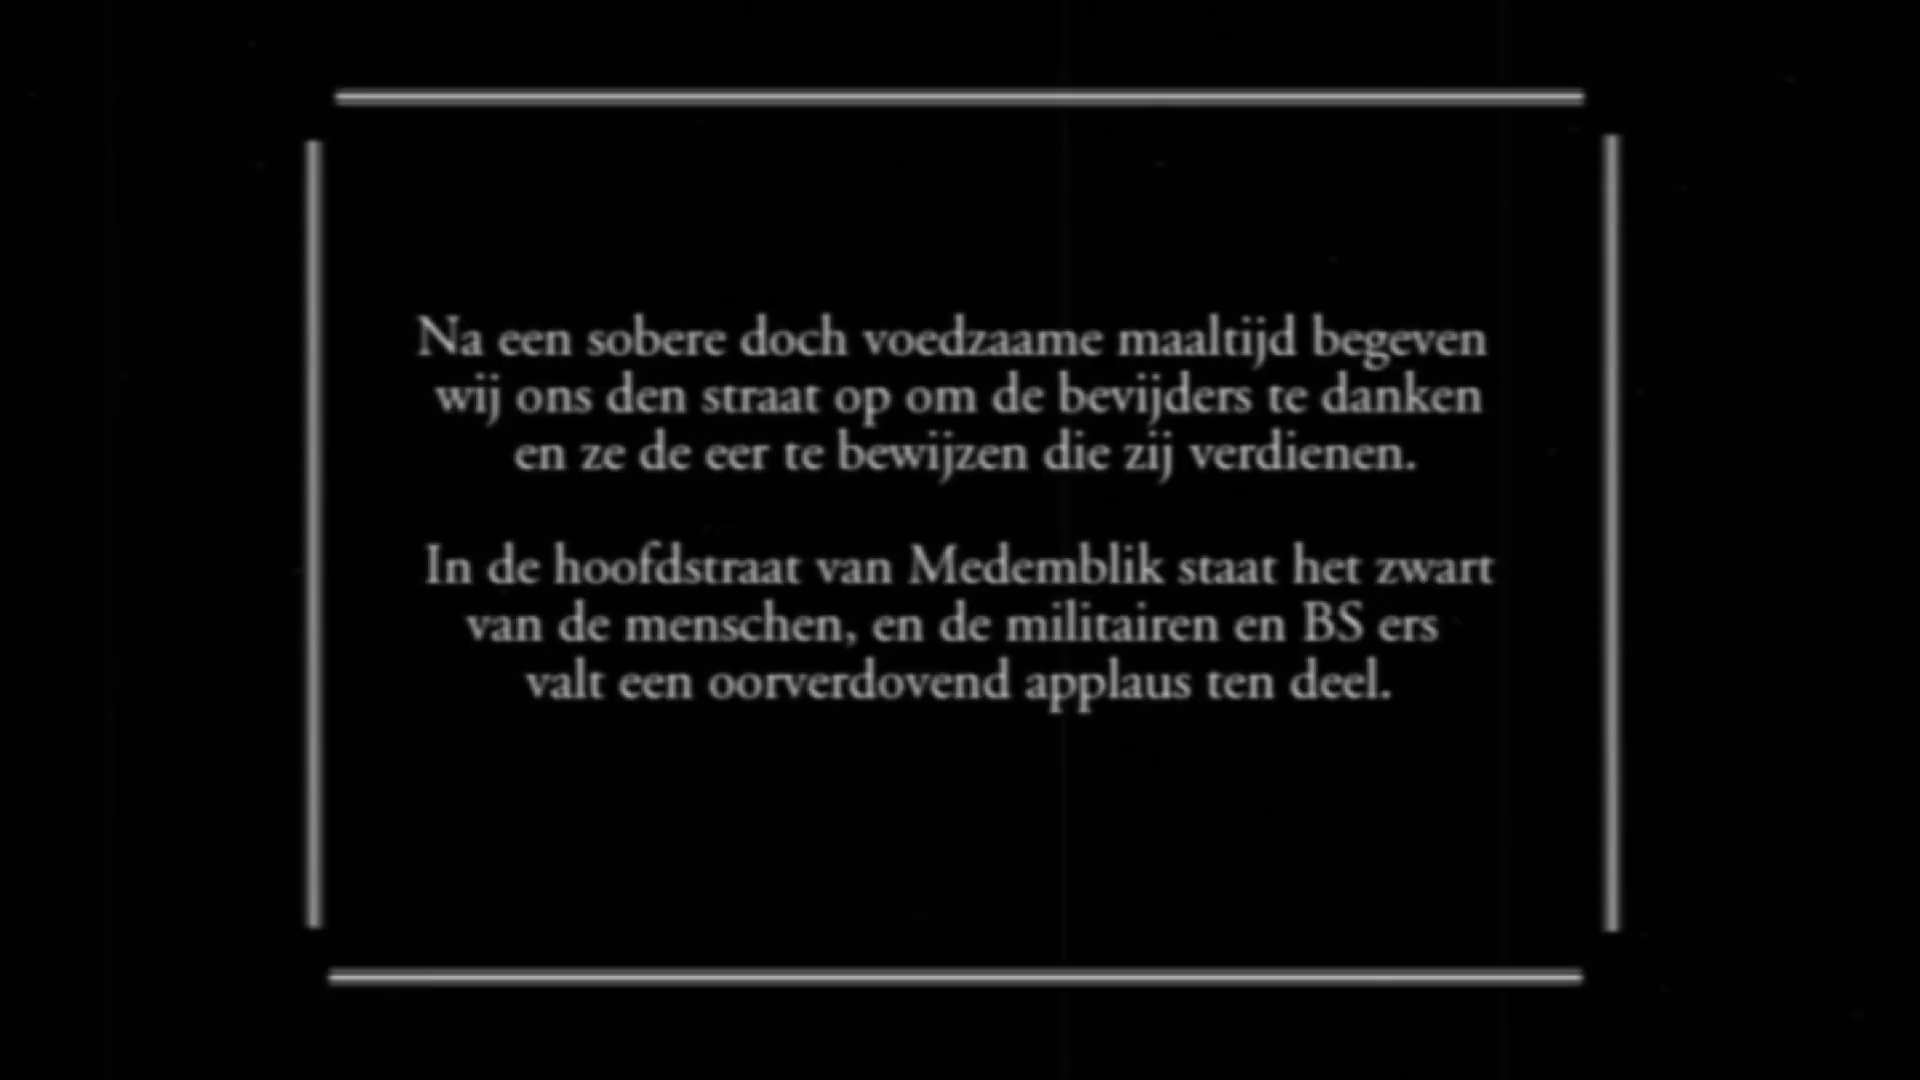 Na een sobere doch voedzaame maaltijd begeven
wij ons den straat op om de bevijders te danken
en ze de eer te bewijzen die zij verdienen.
In de hoofdstraat van Medemblik staat het zwart
van de menschen, en de militairen en BS ers
valt een oorverdovend applaus ten deel.